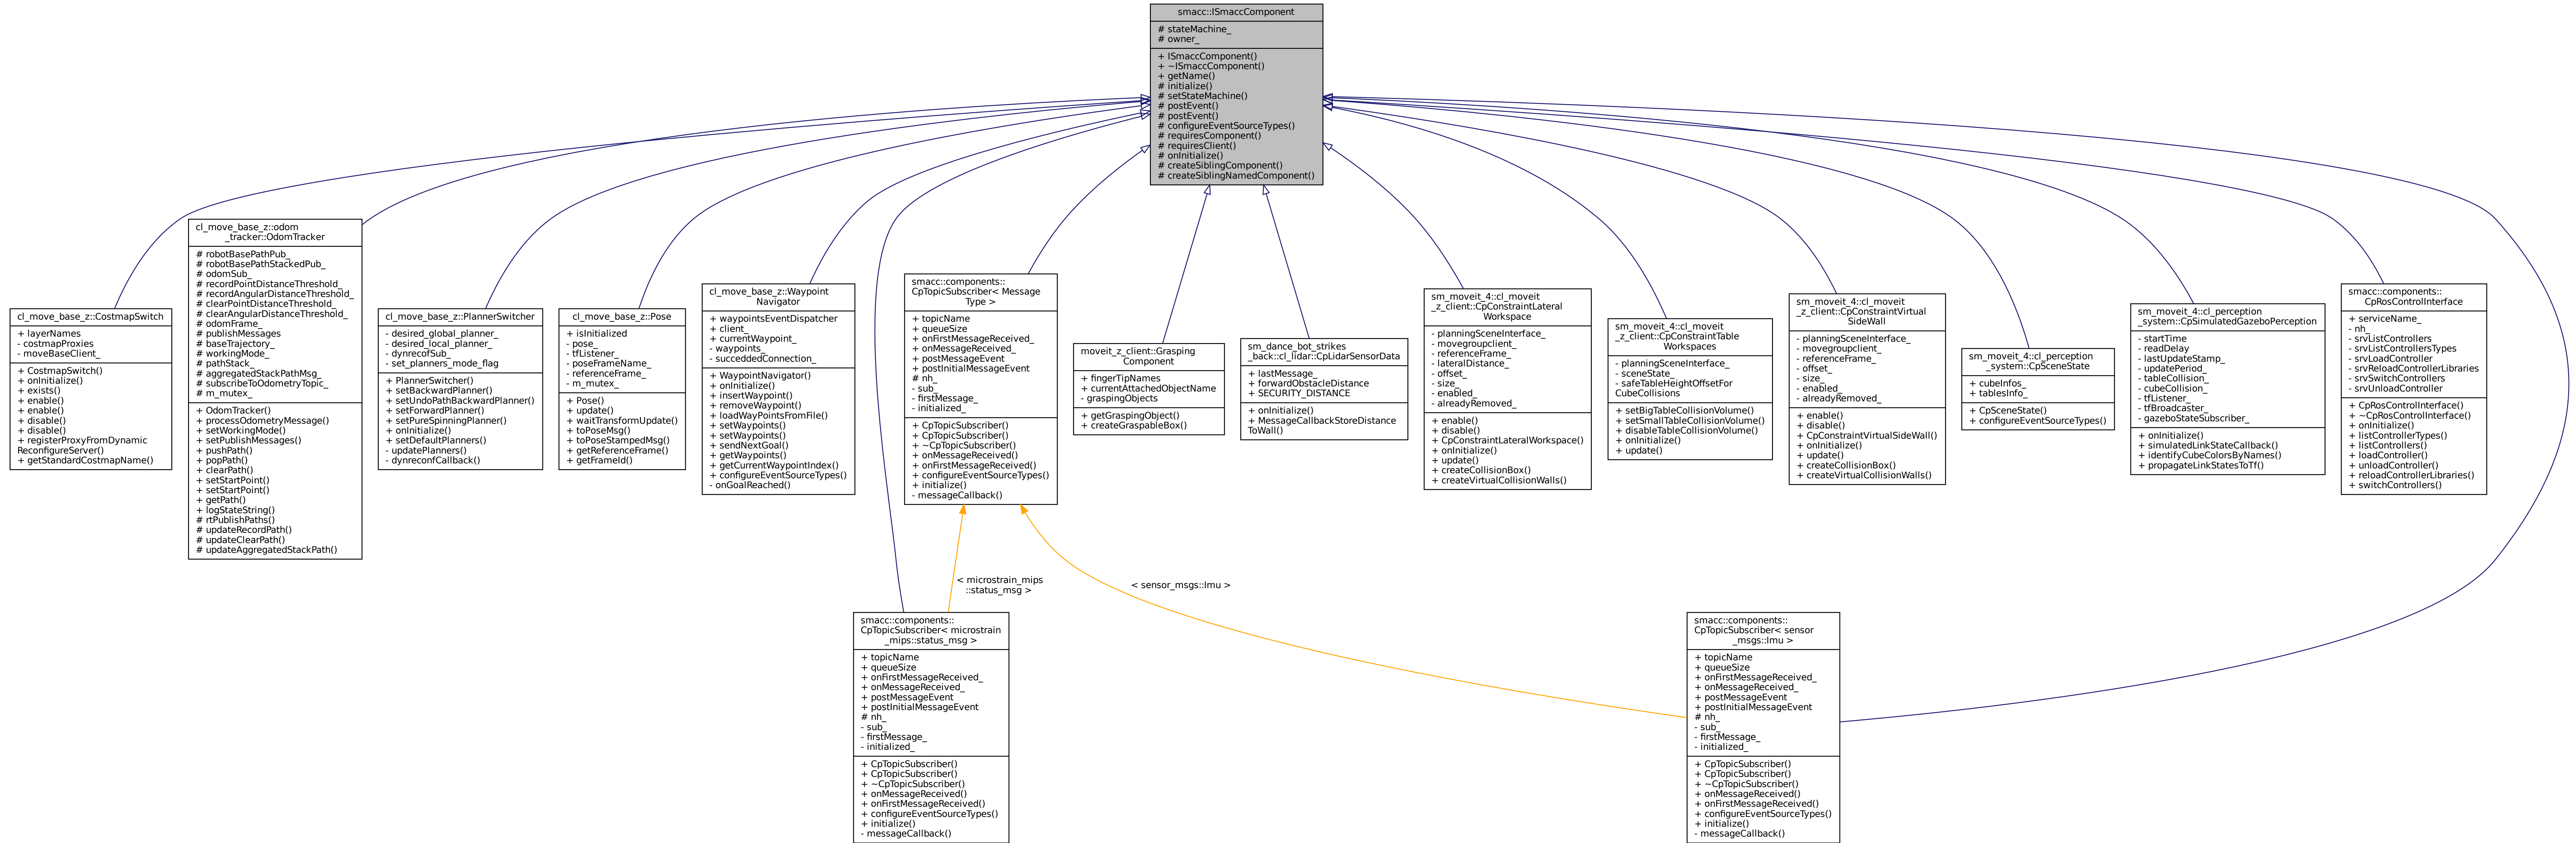 smacc::ISmaccComponent
# stateMachine_
# owner_
+ ISmaccComponent()
+ ~ISmaccComponent()
+ getName()
# initialize()
# setStateMachine()
# postEvent()
# postEvent()
# configureEventSourceTypes()
# requiresComponent()
# requiresClient()
# onInitialize()
# createSiblingComponent()
# createSiblingNamedComponent()
cl_move_base_z::CostmapSwitch
+ layerNames
- costmapProxies
- moveBaseClient_
+ CostmapSwitch()
+ onInitialize()
+ exists()
+ enable()
+ enable()
+ disable()
+ disable()
+ registerProxyFromDynamic
ReconfigureServer()
+ getStandardCostmapName()
cl_move_base_z::odom
_tracker::OdomTracker
# robotBasePathPub_
# robotBasePathStackedPub_
# odomSub_
# recordPointDistanceThreshold_
# recordAngularDistanceThreshold_
# clearPointDistanceThreshold_
# clearAngularDistanceThreshold_
# odomFrame_
# publishMessages
# baseTrajectory_
# workingMode_
# pathStack_
# aggregatedStackPathMsg_
# subscribeToOdometryTopic_
# m_mutex_
+ OdomTracker()
+ processOdometryMessage()
+ setWorkingMode()
+ setPublishMessages()
+ pushPath()
+ popPath()
+ clearPath()
+ setStartPoint()
+ setStartPoint()
+ getPath()
+ logStateString()
# rtPublishPaths()
# updateRecordPath()
# updateClearPath()
# updateAggregatedStackPath()
cl_move_base_z::PlannerSwitcher
- desired_global_planner_
- desired_local_planner_
- dynrecofSub_
- set_planners_mode_flag
+ PlannerSwitcher()
+ setBackwardPlanner()
+ setUndoPathBackwardPlanner()
+ setForwardPlanner()
+ setPureSpinningPlanner()
+ onInitialize()
+ setDefaultPlanners()
- updatePlanners()
- dynreconfCallback()
cl_move_base_z::Pose
+ isInitialized
- pose_
- tfListener_
- poseFrameName_
- referenceFrame_
- m_mutex_
+ Pose()
+ update()
+ waitTransformUpdate()
+ toPoseMsg()
+ toPoseStampedMsg()
+ getReferenceFrame()
+ getFrameId()
cl_move_base_z::Waypoint
Navigator
+ waypointsEventDispatcher
+ client_
+ currentWaypoint_
- waypoints_
- succeddedConnection_
+ WaypointNavigator()
+ onInitialize()
+ insertWaypoint()
+ removeWaypoint()
+ loadWayPointsFromFile()
+ setWaypoints()
+ setWaypoints()
+ sendNextGoal()
+ getWaypoints()
+ getCurrentWaypointIndex()
+ configureEventSourceTypes()
- onGoalReached()
smacc::components::
CpTopicSubscriber< Message
Type >
+ topicName
+ queueSize
+ onFirstMessageReceived_
+ onMessageReceived_
+ postMessageEvent
+ postInitialMessageEvent
# nh_
- sub_
- firstMessage_
- initialized_
+ CpTopicSubscriber()
+ CpTopicSubscriber()
+ ~CpTopicSubscriber()
+ onMessageReceived()
+ onFirstMessageReceived()
+ configureEventSourceTypes()
+ initialize()
- messageCallback()
moveit_z_client::Grasping
Component
+ fingerTipNames
+ currentAttachedObjectName
- graspingObjects
+ getGraspingObject()
+ createGraspableBox()
sm_dance_bot_strikes
_back::cl_lidar::CpLidarSensorData
+ lastMessage_
+ forwardObstacleDistance
+ SECURITY_DISTANCE
+ onInitialize()
+ MessageCallbackStoreDistance
ToWall()
sm_moveit_4::cl_moveit
_z_client::CpConstraintLateral
Workspace
- planningSceneInterface_
- movegroupclient_
- referenceFrame_
- lateralDistance_
- offset_
- size_
- enabled_
- alreadyRemoved_
+ enable()
+ disable()
+ CpConstraintLateralWorkspace()
+ onInitialize()
+ update()
+ createCollisionBox()
+ createVirtualCollisionWalls()
sm_moveit_4::cl_moveit
_z_client::CpConstraintTable
Workspaces
- planningSceneInterface_
- sceneState_
- safeTableHeightOffsetFor
CubeCollisions
+ setBigTableCollisionVolume()
+ setSmallTableCollisionVolume()
+ disableTableCollisionVolume()
+ onInitialize()
+ update()
sm_moveit_4::cl_moveit
_z_client::CpConstraintVirtual
SideWall
- planningSceneInterface_
- movegroupclient_
- referenceFrame_
- offset_
- size_
- enabled_
- alreadyRemoved_
+ enable()
+ disable()
+ CpConstraintVirtualSideWall()
+ onInitialize()
+ update()
+ createCollisionBox()
+ createVirtualCollisionWalls()
sm_moveit_4::cl_perception
_system::CpSceneState
+ cubeInfos_
+ tablesInfo_
+ CpSceneState()
+ configureEventSourceTypes()
sm_moveit_4::cl_perception
_system::CpSimulatedGazeboPerception
- startTime
- readDelay
- lastUpdateStamp_
- updatePeriod_
- tableCollision_
- cubeCollision_
- tfListener_
- tfBroadcaster_
- gazeboStateSubscriber_
+ onInitialize()
+ simulatedLinkStateCallback()
+ identifyCubeColorsByNames()
+ propagateLinkStatesToTf()
smacc::components::
CpRosControlInterface
+ serviceName_
- nh_
- srvListControllers
- srvListControllersTypes
- srvLoadController
- srvReloadControllerLibraries
- srvSwitchControllers
- srvUnloadController
+ CpRosControlInterface()
+ ~CpRosControlInterface()
+ onInitialize()
+ listControllerTypes()
+ listControllers()
+ loadController()
+ unloadController()
+ reloadControllerLibraries()
+ switchControllers()
< microstrain_mips
::status_msg >
< sensor_msgs::Imu >
smacc::components::
CpTopicSubscriber< microstrain
_mips::status_msg >
+ topicName
+ queueSize
+ onFirstMessageReceived_
+ onMessageReceived_
+ postMessageEvent
+ postInitialMessageEvent
# nh_
- sub_
- firstMessage_
- initialized_
+ CpTopicSubscriber()
+ CpTopicSubscriber()
+ ~CpTopicSubscriber()
+ onMessageReceived()
+ onFirstMessageReceived()
+ configureEventSourceTypes()
+ initialize()
- messageCallback()
smacc::components::
CpTopicSubscriber< sensor
_msgs::Imu >
+ topicName
+ queueSize
+ onFirstMessageReceived_
+ onMessageReceived_
+ postMessageEvent
+ postInitialMessageEvent
# nh_
- sub_
- firstMessage_
- initialized_
+ CpTopicSubscriber()
+ CpTopicSubscriber()
+ ~CpTopicSubscriber()
+ onMessageReceived()
+ onFirstMessageReceived()
+ configureEventSourceTypes()
+ initialize()
- messageCallback()